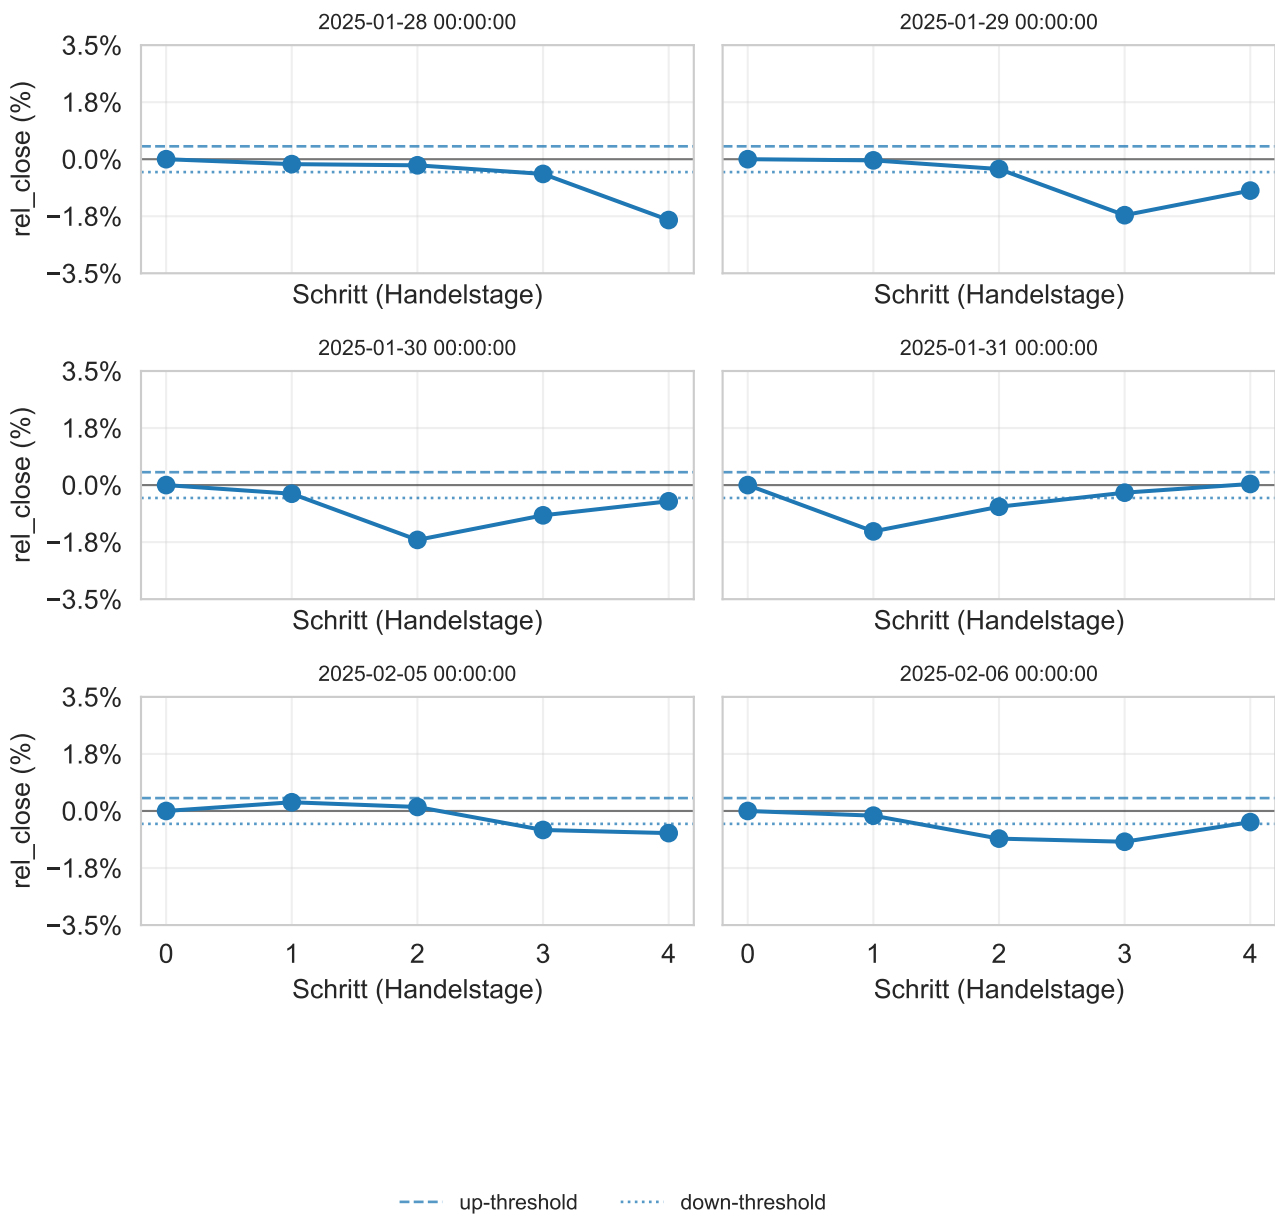 2025-01-28 00:00:00
2025-01-29 00:00:00
3.5%
1.8%
0.0%
−1.8%
−3.5%
rel_close (%)
Schritt (Handelstage)
Schritt (Handelstage)
2025-01-30 00:00:00
2025-01-31 00:00:00
3.5%
1.8%
0.0%
−1.8%
−3.5%
rel_close (%)
Schritt (Handelstage)
Schritt (Handelstage)
2025-02-05 00:00:00
2025-02-06 00:00:00
3.5%
1.8%
0.0%
−1.8%
−3.5%
rel_close (%)
0 1 2 3 4
0 1 2 3 4
Schritt (Handelstage)
Schritt (Handelstage)
up-threshold
down-threshold